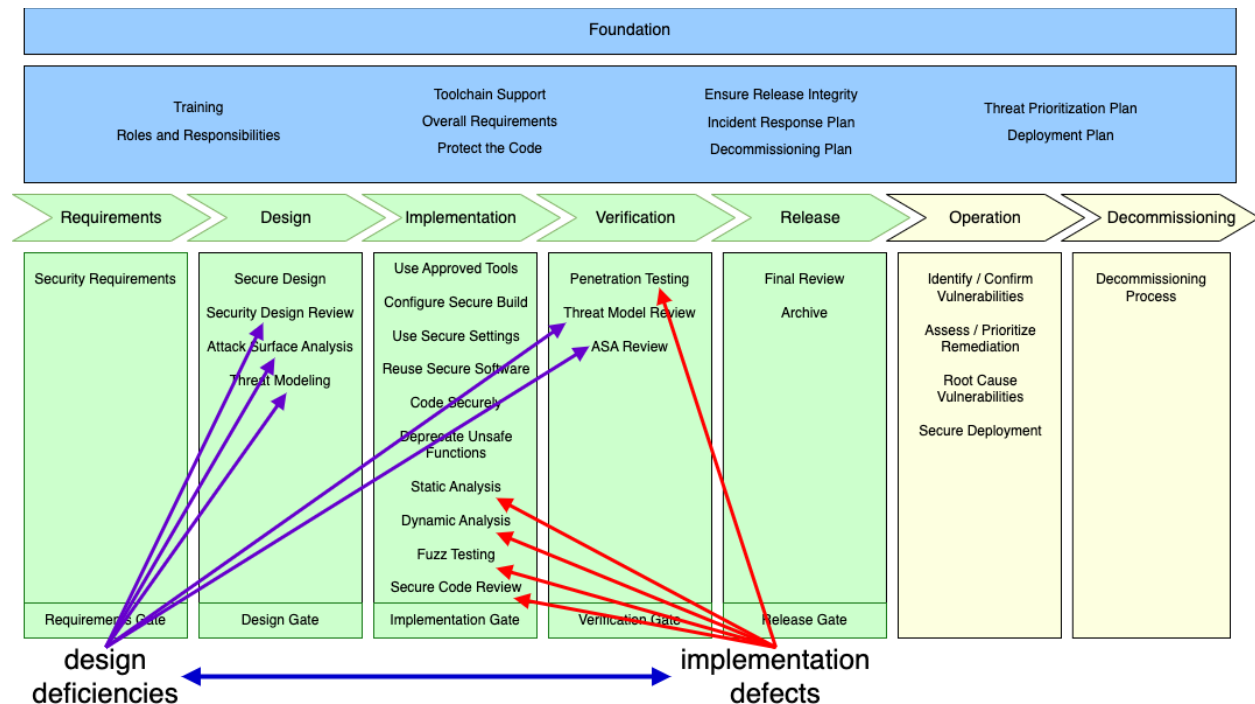 Foundation
Training
Roles and Responsibilities
Toolchain Support
Overall Requirements
Protect the Code
Ensure Release Integrity
Incident Response Plan
Decommissioning Plan
Threat Prioritization Plan
Deployment Plan
Requirements
Design
Implementation
Verification
Release
Operation
Decommissioning
Security Requirements
Requirements Gate
Secure Design
Security Design Review
Attack Surface Analysis
Threat Modeling
Design Gate
Use Approved Tools
Configure Secure Build
Use Secure Settings
Reuse Secure Software
Code Securely
Deprecate Unsafe
Functions
Static Analysis
Dynamic Analysis
Fuzz Testing
Secure Code Review
Implementation Gate
Penetration Testing
Threat Model Review
ASA Review
Verification Gate
Final Review
Archive
Release Gate
Identify / Confirm
Vulnerabilities
Assess / Prioritize
Remediation
Root Cause
Vulnerabilities
Secure Deployment
Decommissioning
Process
design
deficiencies
implementation
defects